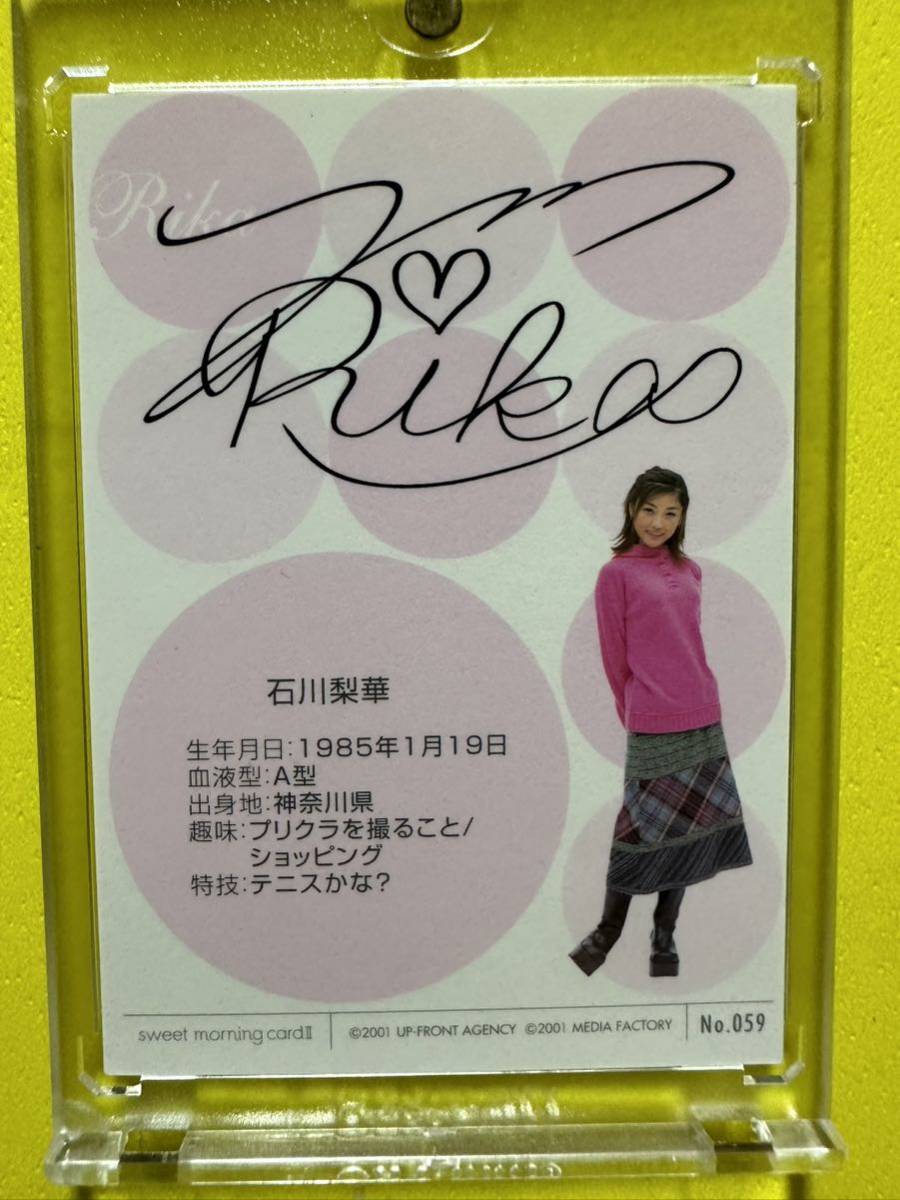 Rika
Rika
石川梨華
生年月日:1985年1月19日
血液型:A型
出身地:神奈川県
趣味:プリクラを撮ること/
ショッピング
特技:テニスかな?
sweet morning card II
©2001 UP-FRONT AGENCY ©2001 MEDIA FACTORY
No.059